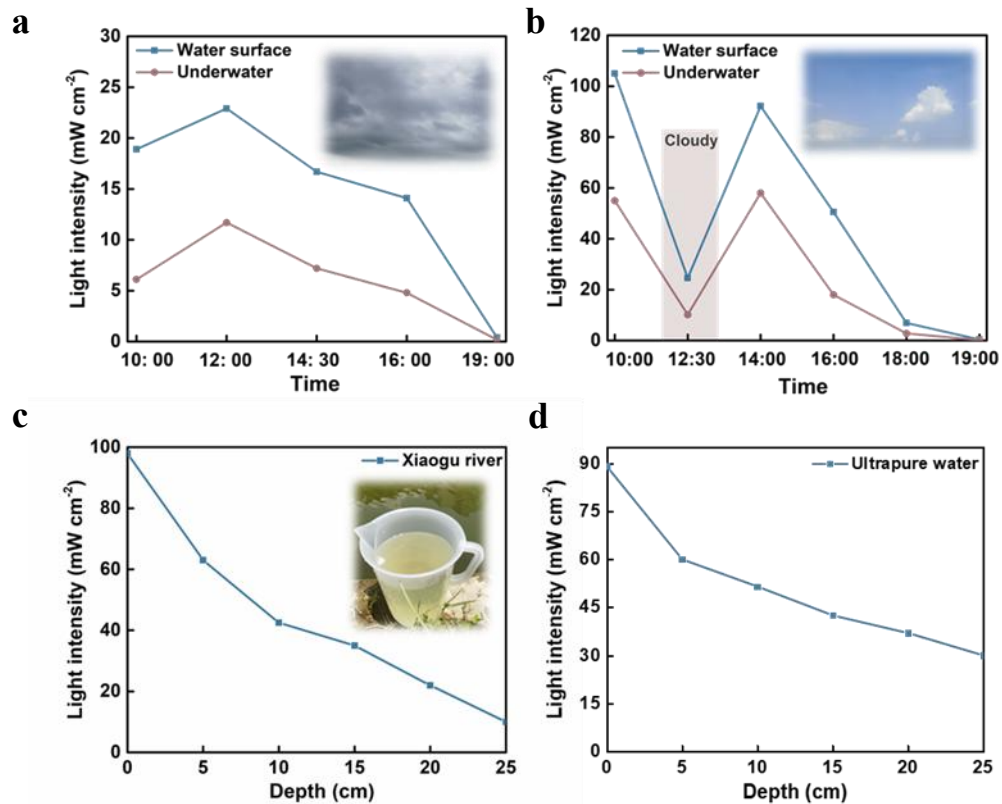 a
Water surface
Underwater
Light intensity (mW cm⁻²)
30
25
20
15
10
5
0
10: 00
12: 00
14: 30
16: 00
19: 00
Time
b
Water surface
Underwater
Cloudy
Light intensity (mW cm⁻²)
120
100
80
60
40
20
0
10:00
12:30
14:00
16:00
18:00
19:00
Time
c
Xiaogu river
Light intensity (mW cm⁻²)
100
80
60
40
20
0
0
5
10
15
20
25
Depth (cm)
d
Ultrapure water
Light intensity (mW cm⁻²)
90
75
60
45
30
15
0
0
5
10
15
20
25
Depth (cm)